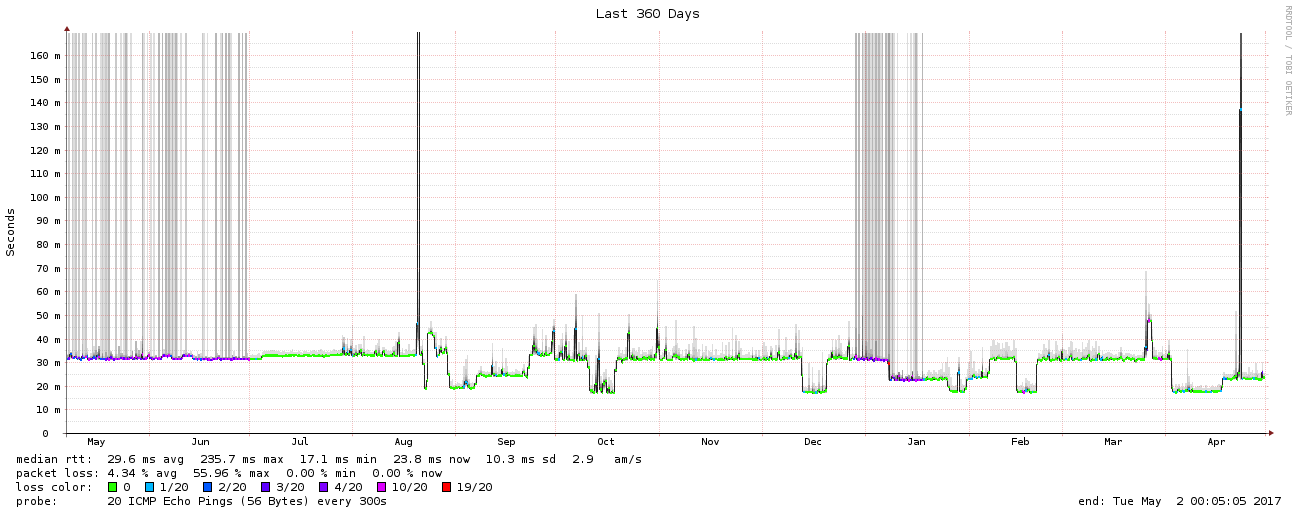 Last 360 Days
RRDTOOL / TOBI OETIKER
Seconds
160 m
150 m
140 m
130 m
120 m
110 m
100 m
90 m
80 m
70 m
60 m
50 m
40 m
30 m
20 m
10 m
0
May Jun Jul Aug Sep Oct Nov Dec Jan Feb Mar Apr
median rtt: 29.6 ms avg 235.7 ms max 17.1 ms min 23.8 ms now 10.3 ms sd 2.9 am/s
packet loss: 4.34 % avg 55.96 % max 0.00 % min 0.00 % now
loss color: 0 1/20 2/20 3/20 4/20 10/20 19/20
probe: 20 ICMP Echo Pings (56 Bytes) every 300s end: Tue May 2 00:05:05 2017